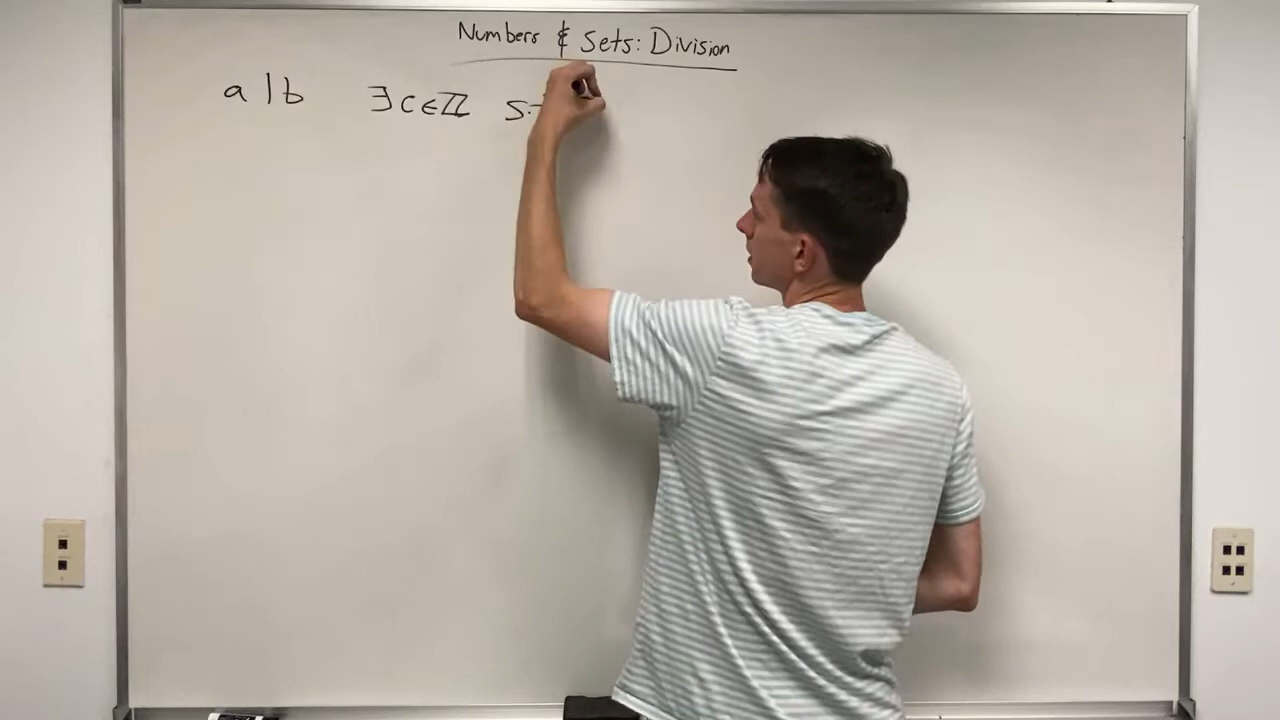 Numbers & Sets: Division
a | b ∃ c ∈ ℤ s.t